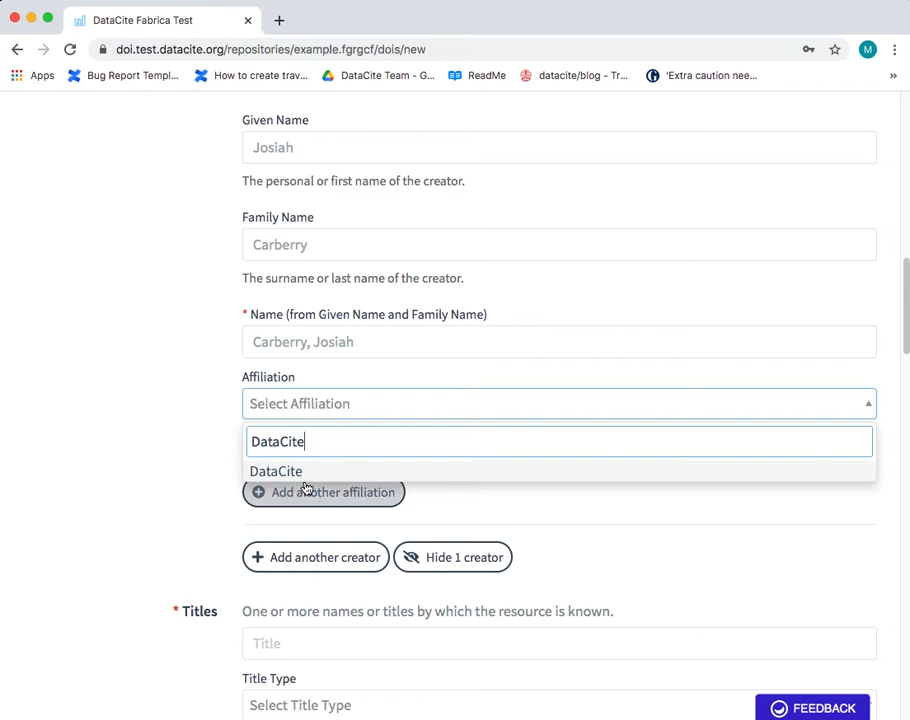 DataCite Fabrica Test
doi.test.datacite.org/repositories/example.fgrgcf/dois/new
M
Apps
Bug Report Templ...
How to create trav...
DataCite Team - G...
ReadMe
datacite/blog - Tr...
'Extra caution nee...
»
Given Name
Josiah
The personal or first name of the creator.
Family Name
Carberry
The surname or last name of the creator.
* Name (from Given Name and Family Name)
Carberry, Josiah
Affiliation
Select Affiliation
DataCite
DataCite
Add another affiliation
Add another creator
Hide 1 creator
* Titles
One or more names or titles by which the resource is known.
Title
Title Type
Select Title Type
FEEDBACK